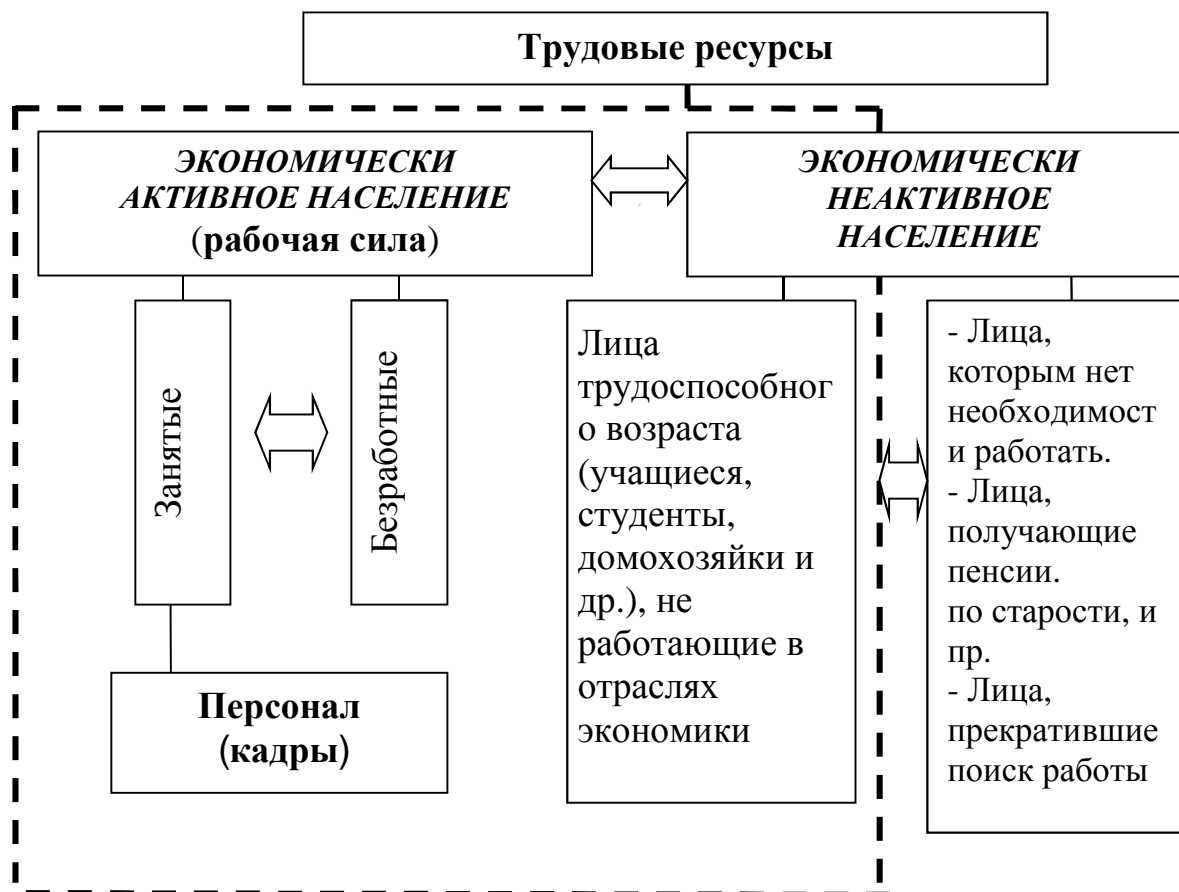 Трудовые ресурсы
ЭКОНОМИЧЕСКИ
АКТИВНОЕ НАСЕЛЕНИЕ
(рабочая сила)
ЭКОНОМИЧЕСКИ
НЕАКТИВНОЕ
НАСЕЛЕНИЕ
Занятые
Безработные
Персонал
(кадры)
Лица
трудоспособног
о возраста
(учащиеся,
студенты,
домохозяйки и
др.), не
работающие в
отраслях
экономики
- Лица,
которым нет
необходимост
и работать.
- Лица,
получающие
пенсии.
по старости, и
пр.
- Лица,
прекратившие
поиск работы